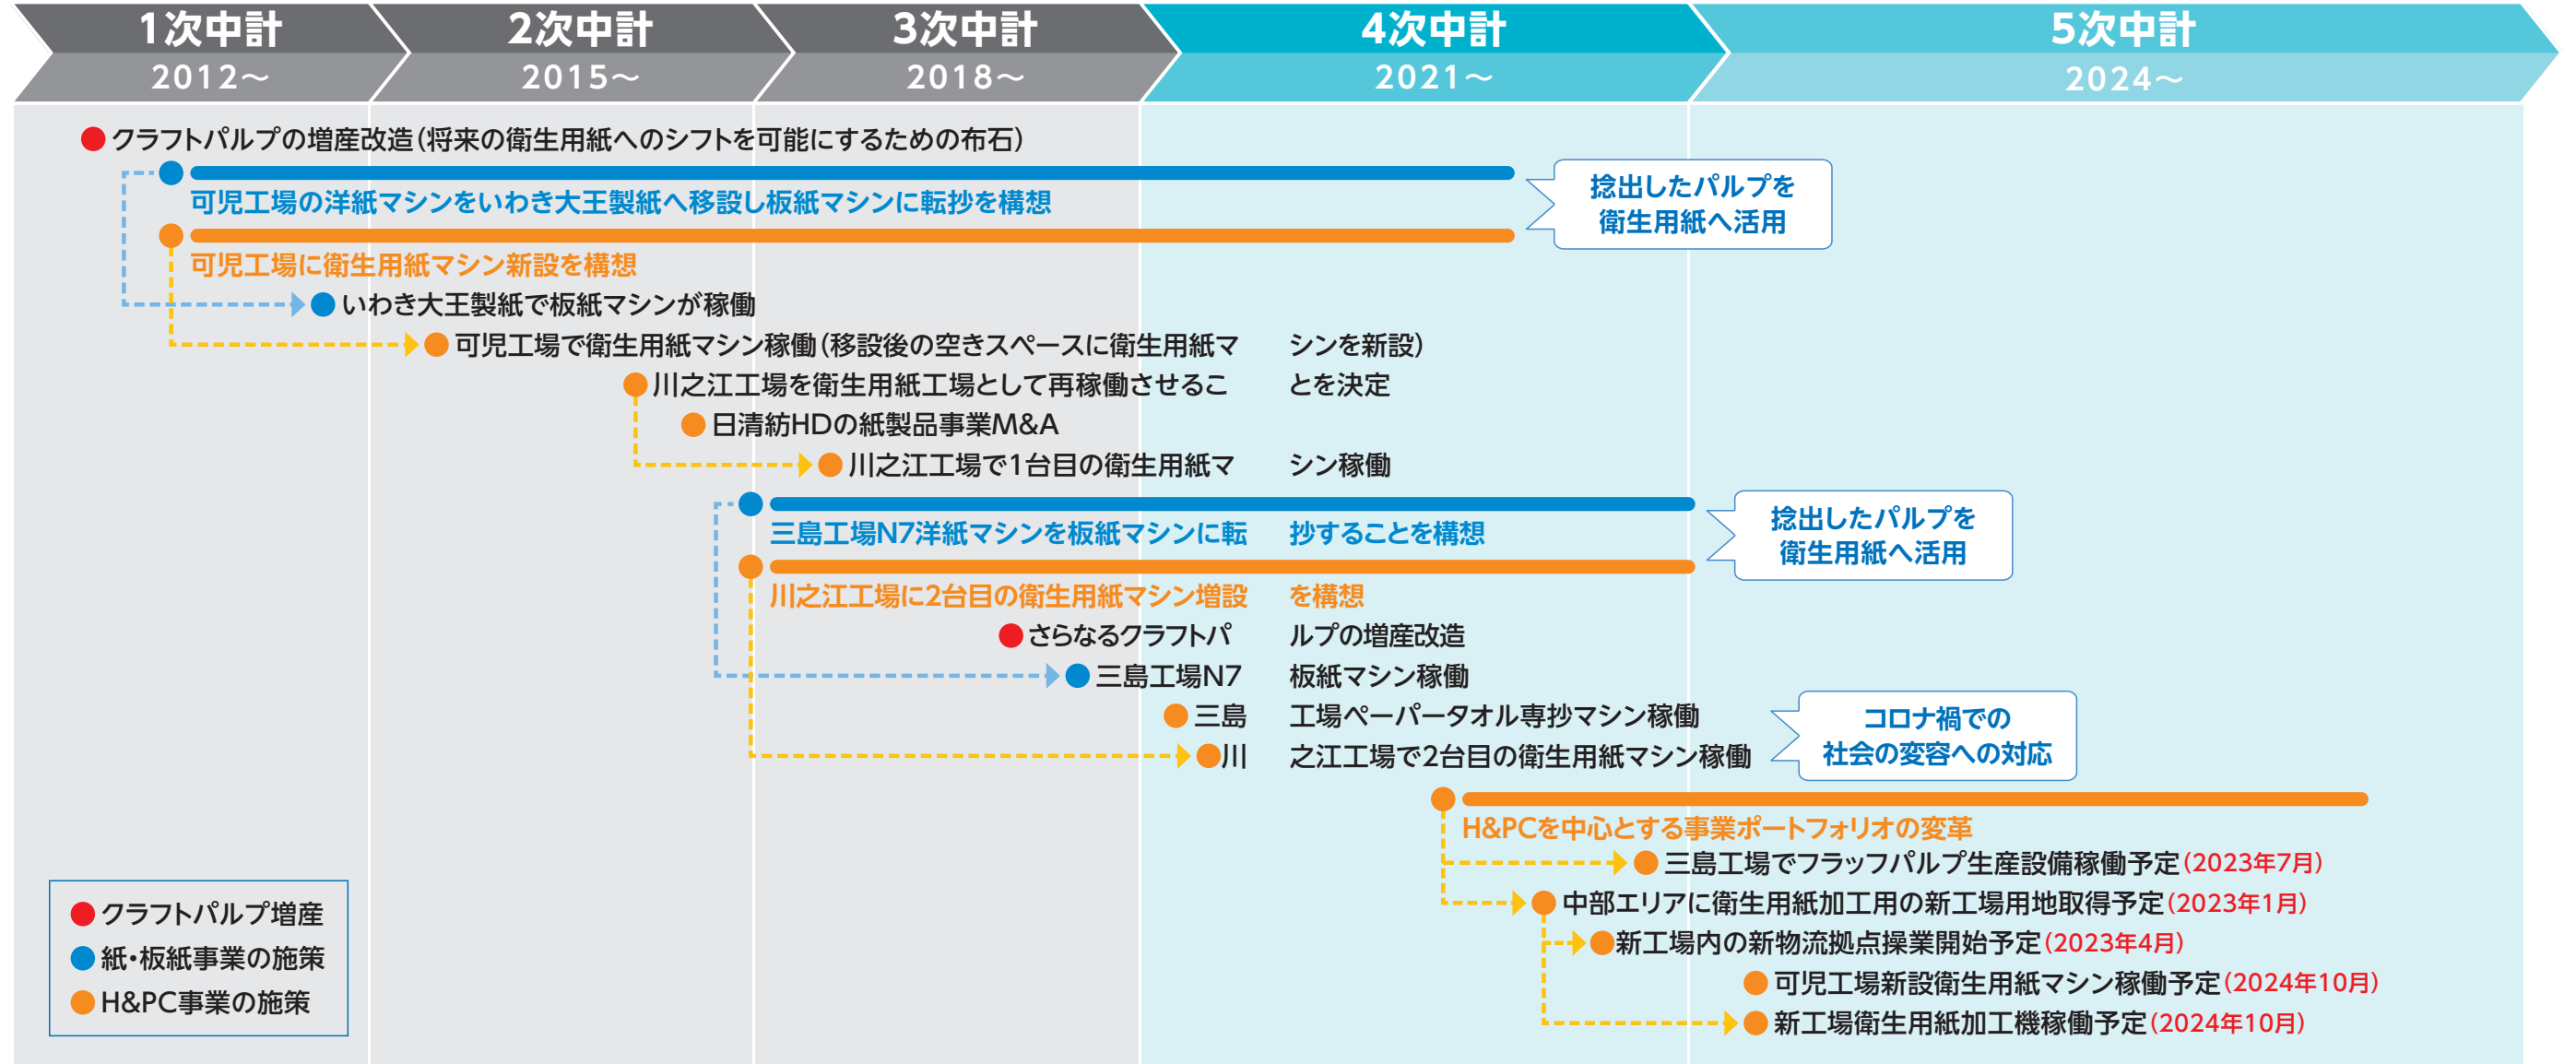 1次中計
2012～
2次中計
2015～
3次中計
2018～
4次中計
2021～
5次中計
2024～
クラフトパルプの増産改造（将来の衛生用紙へのシフトを可能にするための布石）
可児工場の洋紙マシンをいわき大王製紙へ移設し板紙マシンに転抄を構想
捻出したパルプを
衛生用紙へ活用
可児工場に衛生用紙マシン新設を構想
いわき大王製紙で板紙マシンが稼働
可児工場で衛生用紙マシン稼働（移設後の空きスペースに衛生用紙マシンを新設）
川之江工場を衛生用紙工場として再稼働させることを決定
日清紡HDの紙製品事業M&A
川之江工場で1台目の衛生用紙マシン稼働
三島工場N7洋紙マシンを板紙マシンに転抄することを構想
捻出したパルプを
衛生用紙へ活用
川之江工場に2台目の衛生用紙マシン増設を構想
さらなるクラフトパルプの増産改造
三島工場N7板紙マシン稼働
三島工場ペーパータオル専抄マシン稼働
川之江工場で2台目の衛生用紙マシン稼働
コロナ禍での
社会の変容への対応
H&PCを中心とする事業ポートフォリオの変革
三島工場でフラッフパルプ生産設備稼働予定（2023年7月）
中部エリアに衛生用紙加工用の新工場用地取得予定（2023年1月）
新工場内の新物流拠点操業開始予定（2023年4月）
可児工場新設衛生用紙マシン稼働予定（2024年10月）
新工場衛生用紙加工機稼働予定（2024年10月）
クラフトパルプ増産
紙・板紙事業の施策
H&PC事業の施策